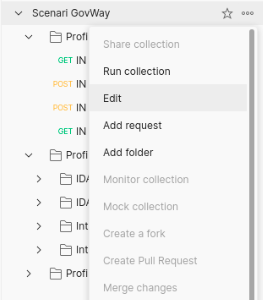 Scenari GovWay
Profi
Share collection
GET IN
Run collection
POST IN
Edit
POST IN
Add request
GET IN
Add folder
Profi
Monitor collection
IDA
Mock collection
IDA
Create a fork
Int
Create Pull Request
Int
Merge changes
Profi